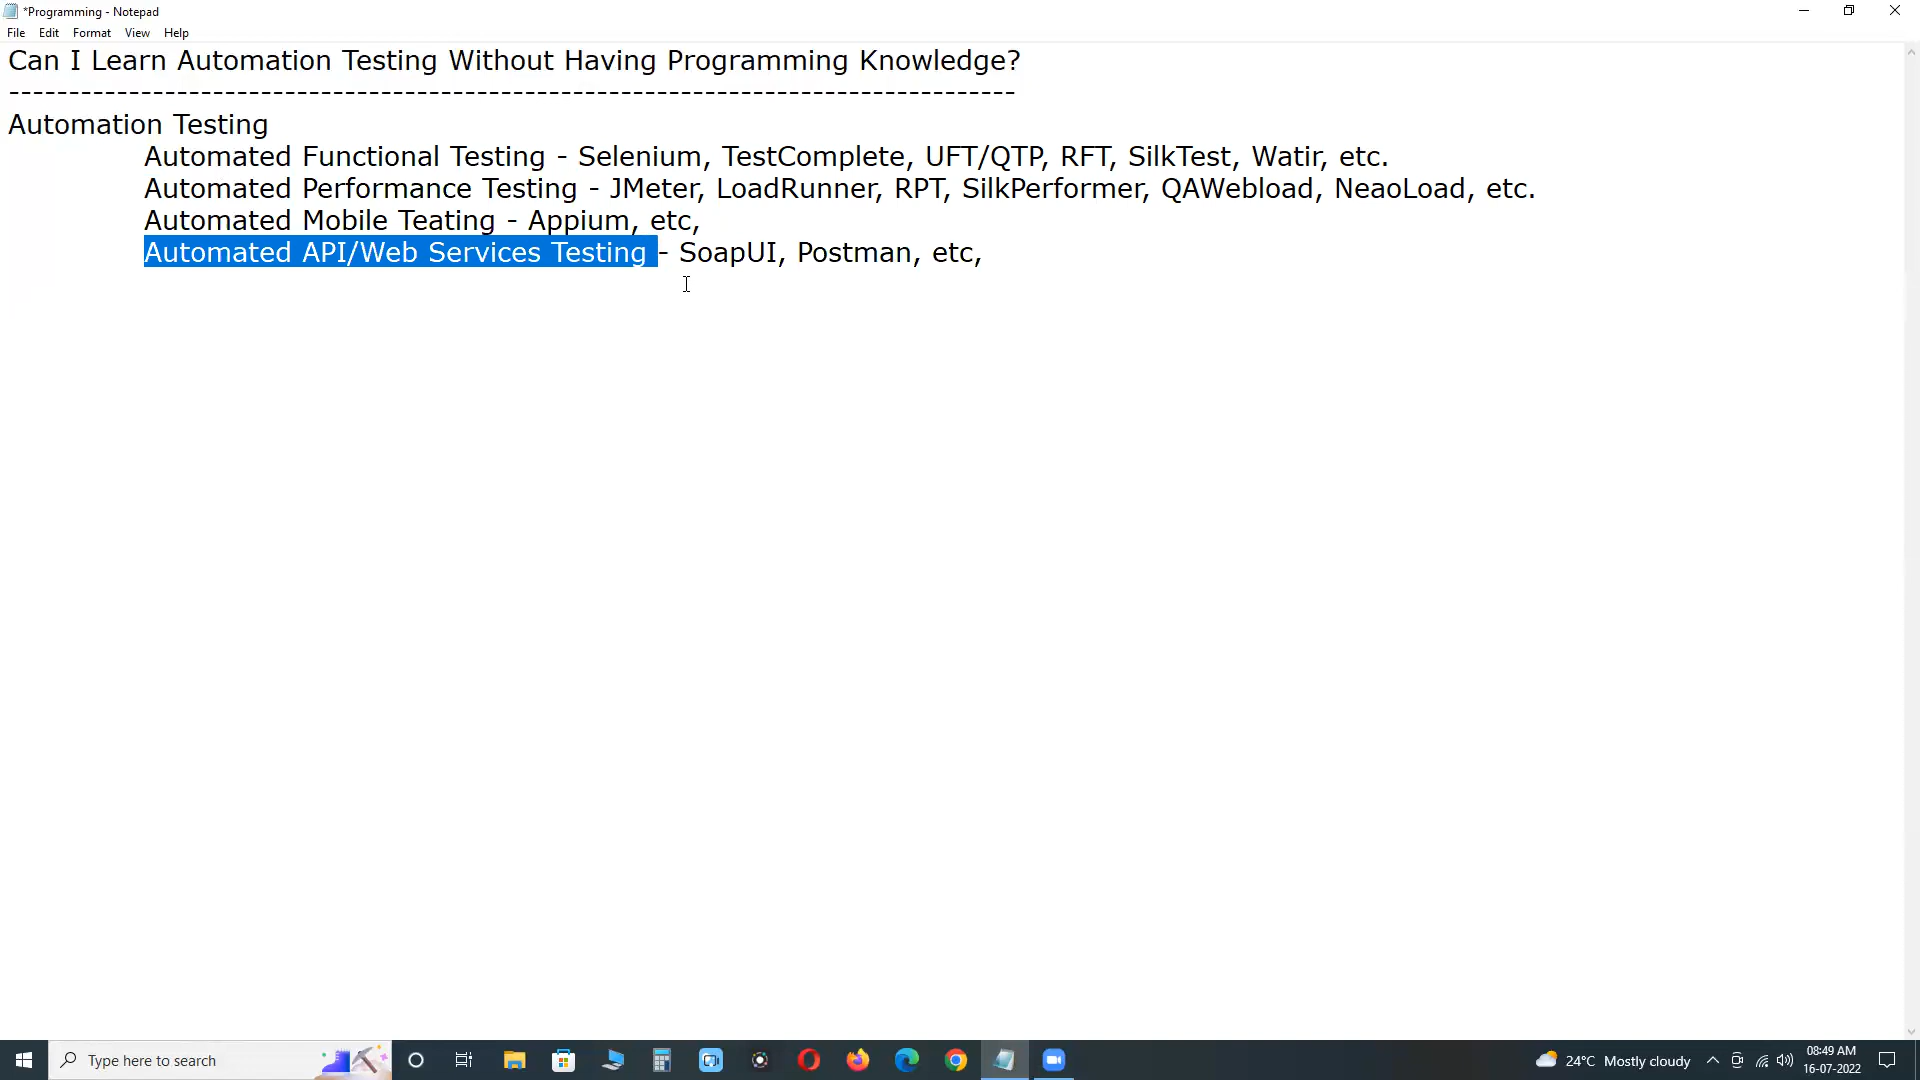 *Programming - Notepad
File Edit Format View Help
Can I Learn Automation Testing Without Having Programming Knowledge?
------------------------------------------------------------------------------------
Automation Testing
Automated Functional Testing - Selenium, TestComplete, UFT/QTP, RFT, SilkTest, Watir, etc.
Automated Performance Testing - JMeter, LoadRunner, RPT, SilkPerformer, QAWebload, NeaoLoad, etc.
Automated Mobile Teating - Appium, etc,
Automated API/Web Services Testing - SoapUI, Postman, etc,
Type here to search
24°C Mostly cloudy
08:49 AM
16-07-2022